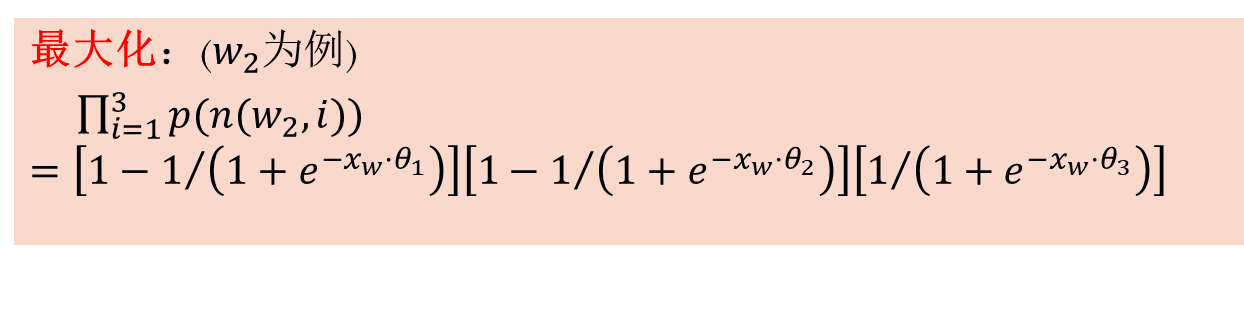 最大化：(w₂为例)
∏³ᵢ₌₁ p(n(w₂, i))
= [1 − 1/(1 + e^{−x_w·θ₁})][1 − 1/(1 + e^{−x_w·θ₂})][1/(1 + e^{−x_w·θ₃})]